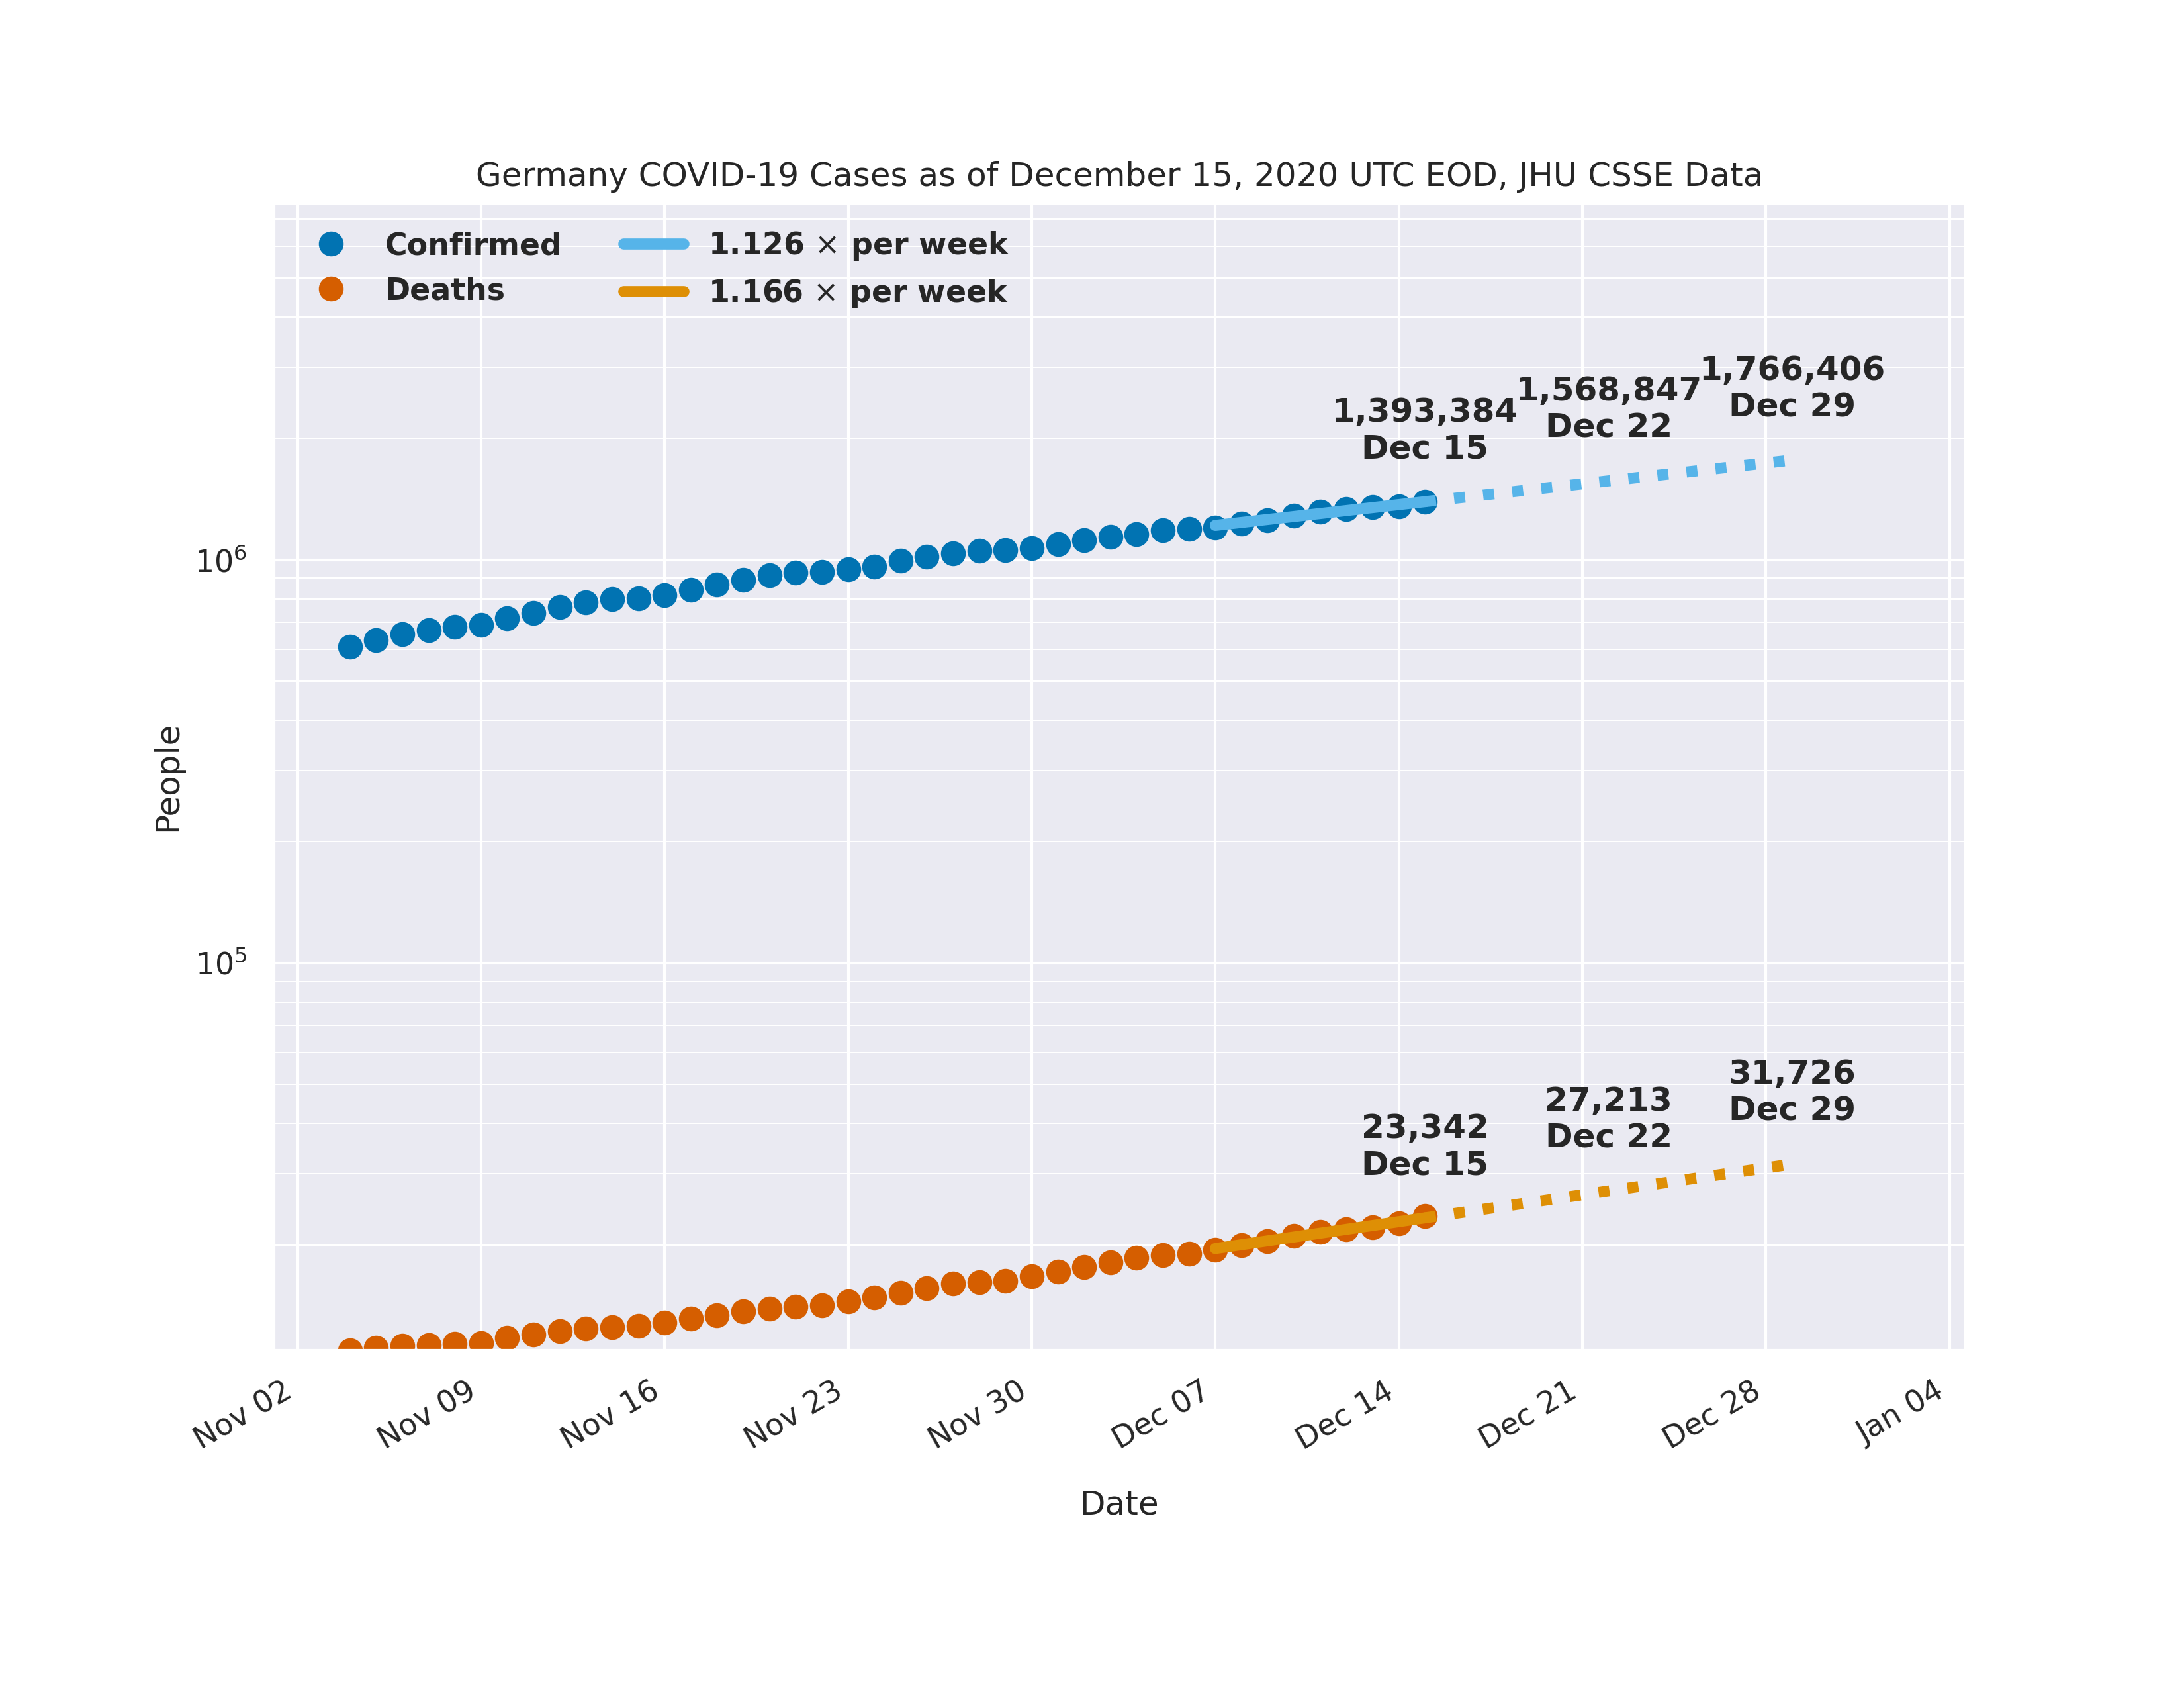 Germany COVID-19 Cases as of December 15, 2020 UTC EOD, JHU CSSE Data
Confirmed
Deaths
1.126 × per week
1.166 × per week
1,393,384
Dec 15
1,568,847
Dec 22
1,766,406
Dec 29
10⁶
People
10⁵
23,342
Dec 15
27,213
Dec 22
31,726
Dec 29
Nov 02
Nov 09
Nov 16
Nov 23
Nov 30
Dec 07
Dec 14
Dec 21
Dec 28
Jan 04
Date